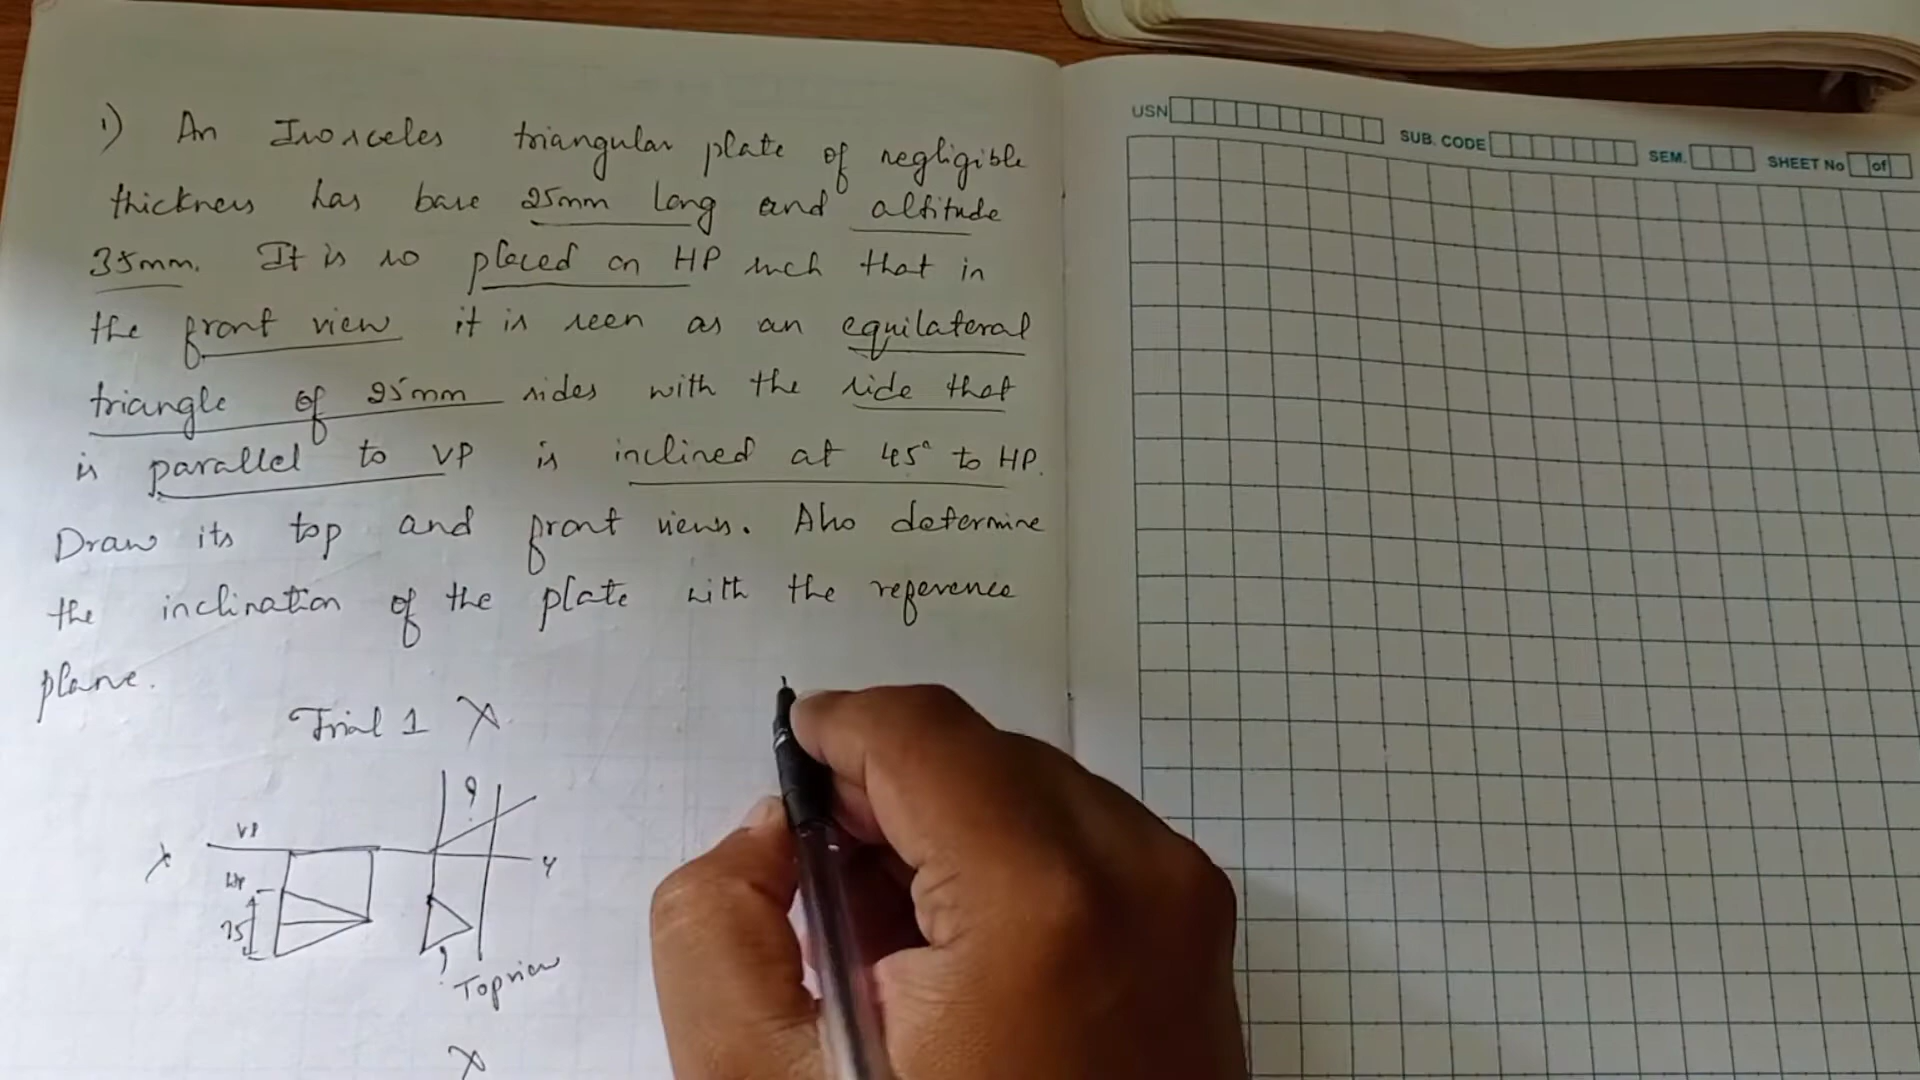 1) An Isosceles triangular plate of negligible
thickness has base 25mm long and altitude
35mm. It is so placed on HP such that in
the front view it is seen as an equilateral
triangle of 25mm sides with the side that
is parallel to VP is inclined at 45° to HP.
Draw its top and front views. Also determine
the inclination of the plate with the reference
plane.
Trial 1 X
VP
X
Y
HP
25
?
?
Top view
X
USN
SUB. CODE
SEM.
SHEET No of